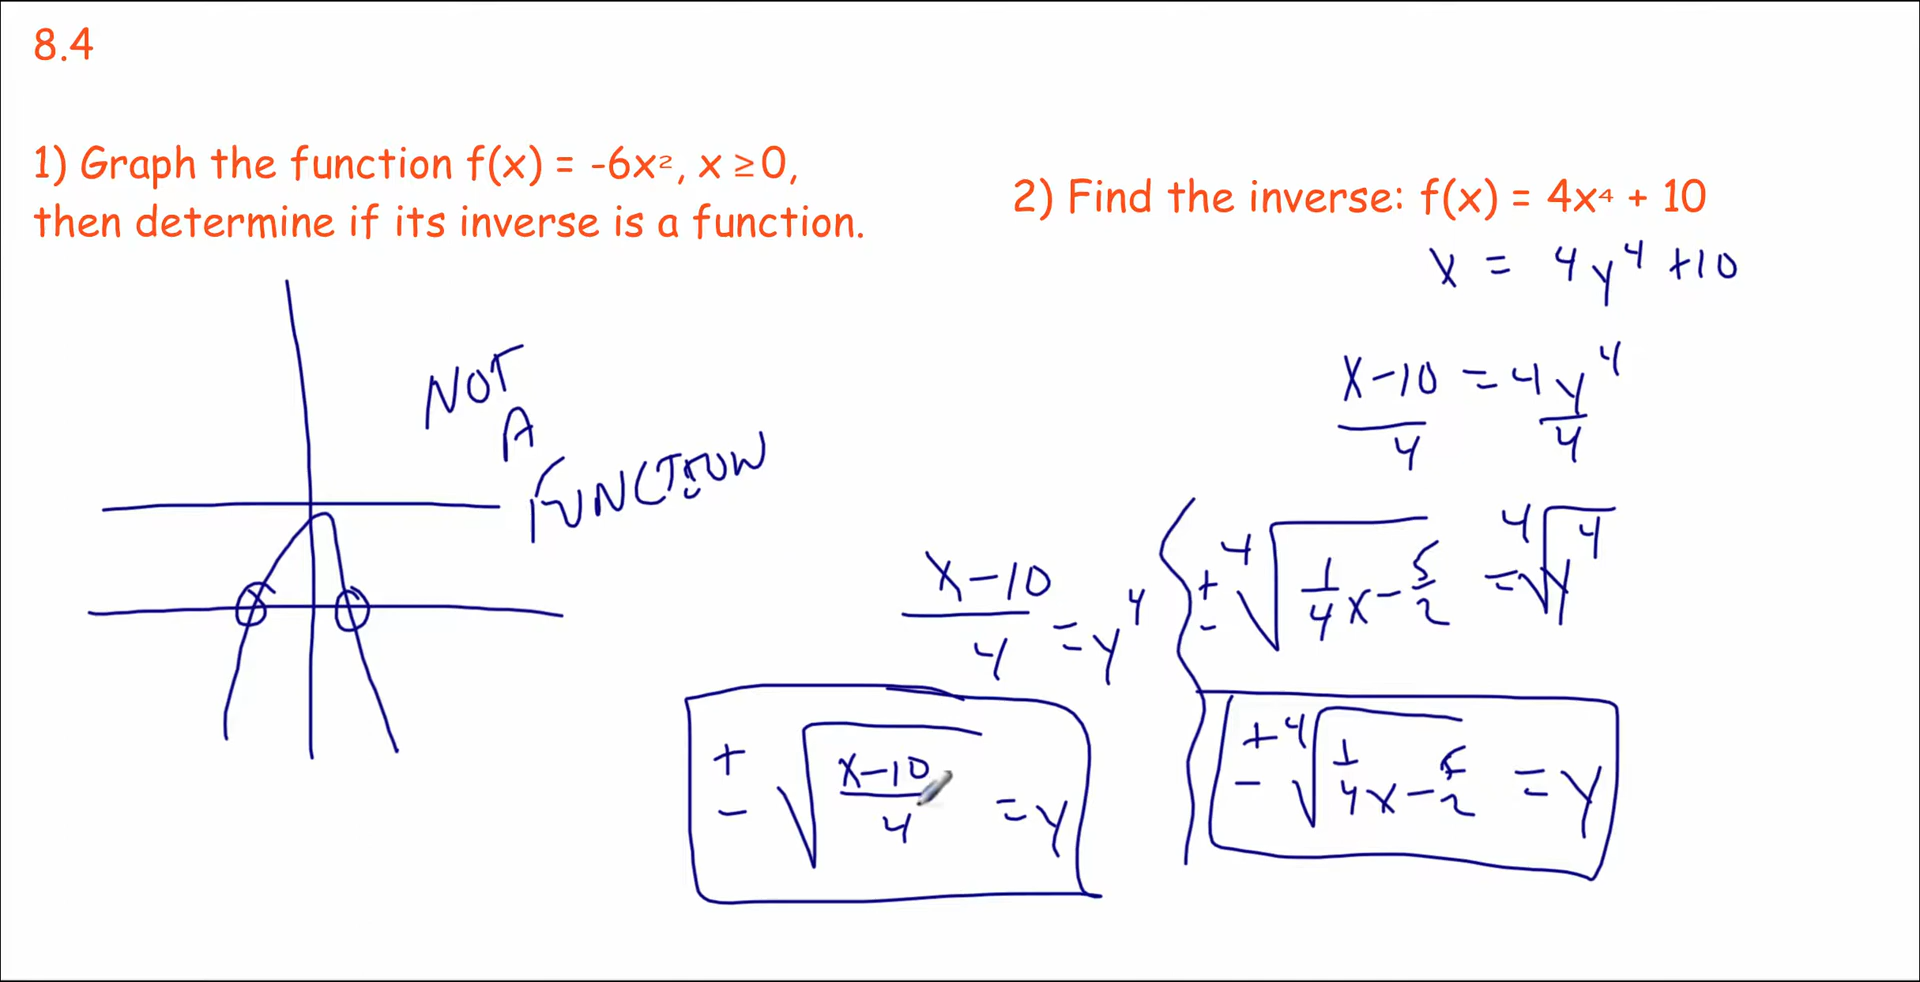 8.4
1) Graph the function f(x) = -6x², x ≥ 0,
then determine if its inverse is a function.
NOT
A
FUNCTION
2) Find the inverse: f(x) = 4x⁴ + 10
x = 4y⁴ + 10
x - 10 = 4y⁴
4 4
x - 10 / 4 = y⁴
± √(x - 10 / 4) = y
± ⁴√(1/4 x - 5/2) = ⁴√y⁴
± ⁴√(1/4 x - 5/2) = y